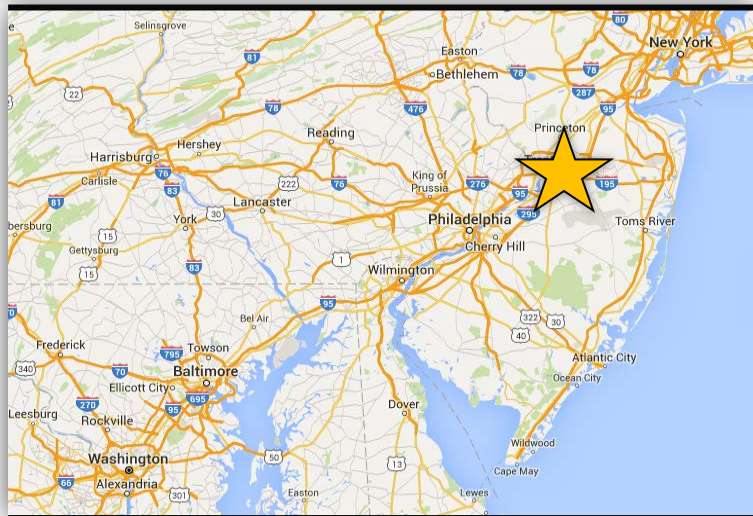 Selinsgrove
80
New York
Easton
81
Bethlehem
78
78
22
287
78
476
95
Princeton
Reading
Hershey
Harrisburg
76
Carlisle
King of
Prussia
222
76
276
95
195
83
81
Lancaster
York
30
295
Philadelphia
Toms River
15
Cherry Hill
Gettysburg
1
83
15
Wilmington
95
Bel Air
322
30
40
Frederick
795
Towson
Atlantic City
340
70
Baltimore
Ocean City
Ellicott City
695
270
95
Dover
Leesburg
Rockville
Wildwood
Washington
50
13
Cape May
66
Alexandria
301
Easton
Lewes